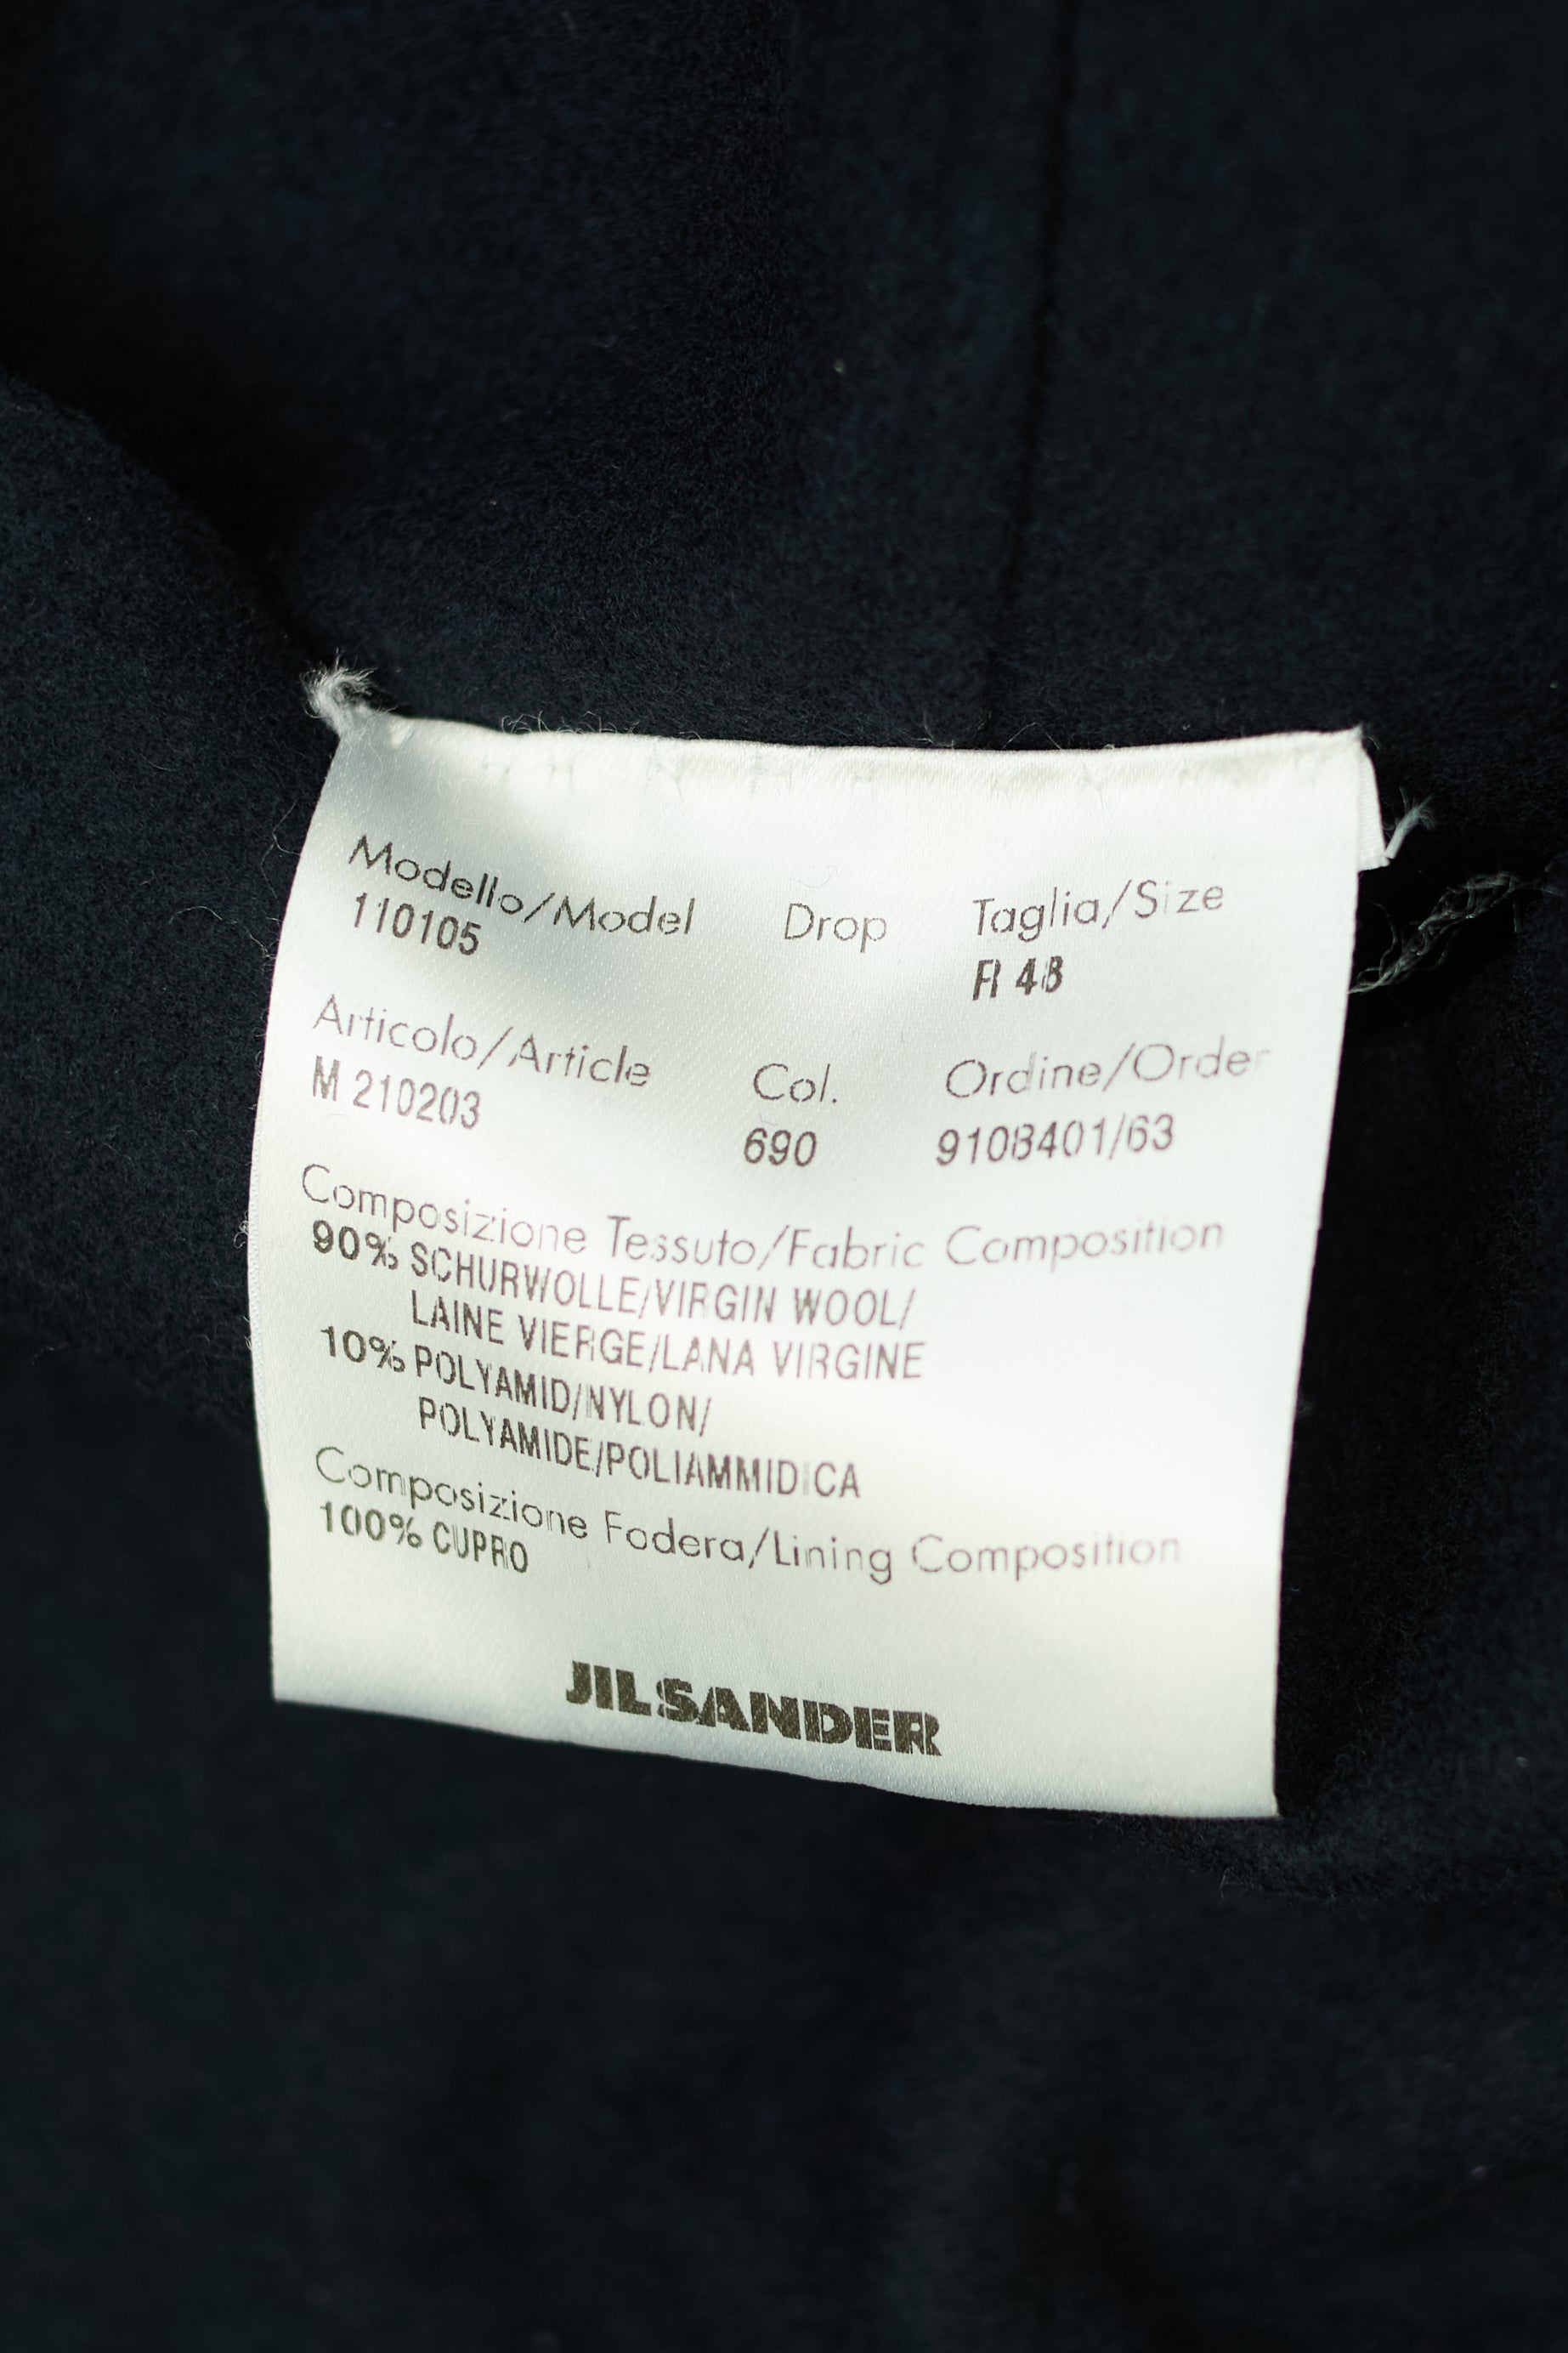 Modello/Model Drop Taglia/Size
110105 R 48
Articolo/Article Col. Ordine/Order
M 210203 690 9108401/63
Composizione Tessuto/Fabric Composition
90% SCHURWOLLE/VIRGIN WOOL/
LAINE VIERGE/LANA VIRGINE
10% POLYAMID/NYLON/
POLYAMIDE/POLIAMMIDICA
Composizione Fodera/Lining Composition
100% CUPRO
JIL SANDER